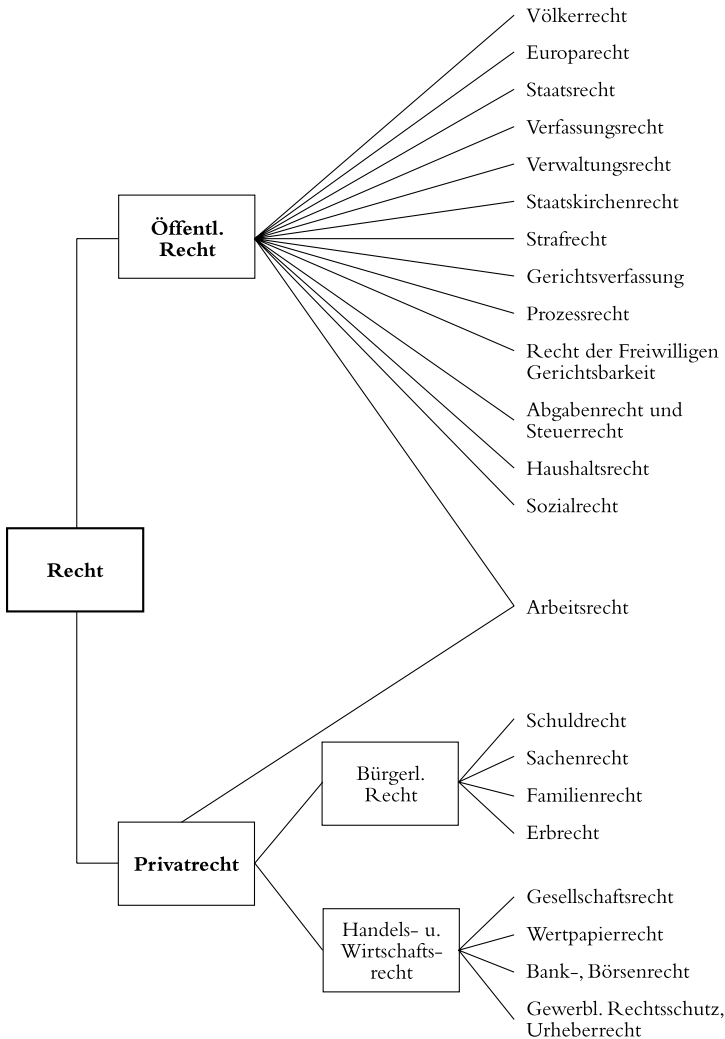 Völkerrecht
Europarecht
Staatsrecht
Verfassungsrecht
Verwaltungsrecht
Staatskirchenrecht
Öffentl.
Recht
Strafrecht
Gerichtsverfassung
Prozessrecht
Recht der Freiwilligen
Gerichtsbarkeit
Abgabenrecht und
Steuerrecht
Haushaltsrecht
Sozialrecht
Recht
Arbeitsrecht
Schuldrecht
Sachenrecht
Bürgerl.
Recht
Familienrecht
Erbrecht
Privatrecht
Gesellschaftsrecht
Handels- u.
Wirtschafts-
recht
Wertpapierrecht
Bank-, Börsenrecht
Gewerbl. Rechtsschutz,
Urheberrecht